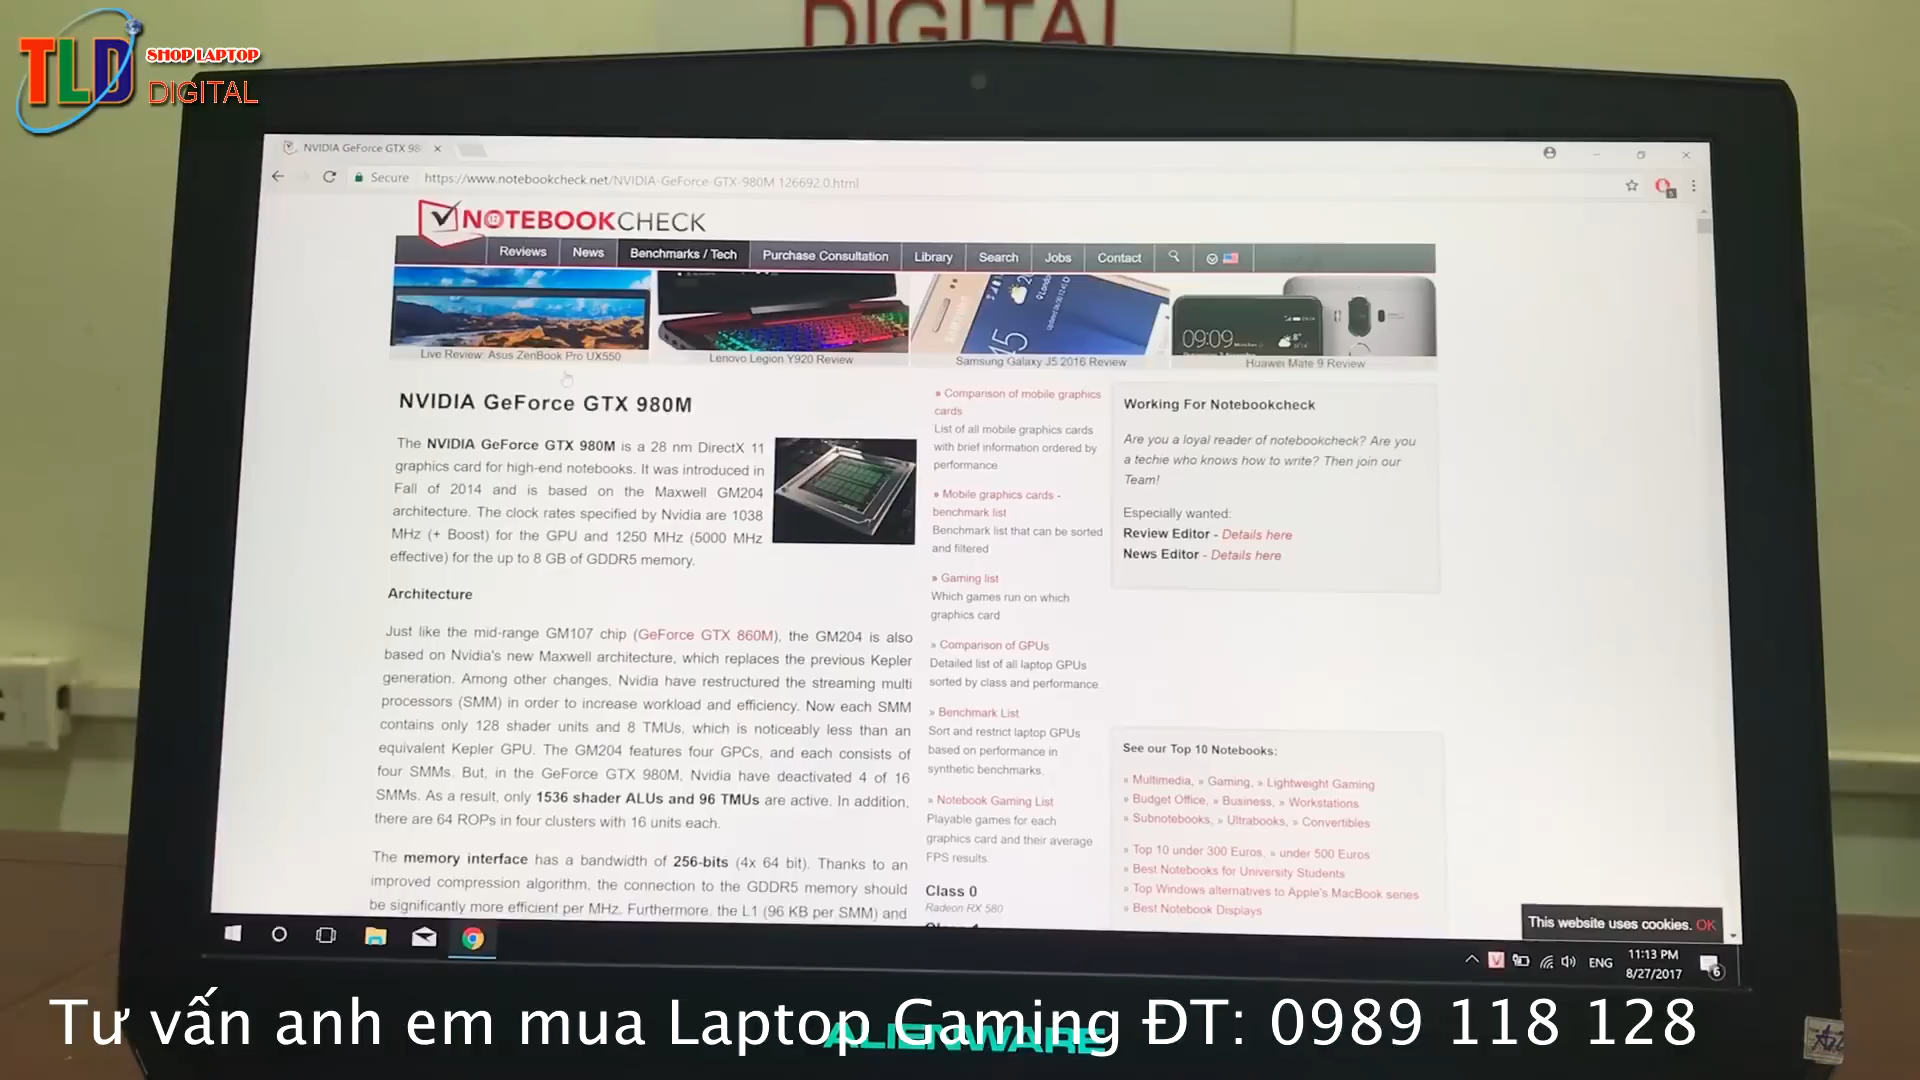 DIGITAL
TLD SHOP LAPTOP
DIGITAL
NVIDIA GeForce GTX 98
Secure https://www.notebookcheck.net/NVIDIA-GeForce-GTX-980M.126692.0.html
NOTEBOOKCHECK
Reviews News Benchmarks / Tech Purchase Consultation Library Search Jobs Contact
Live Review: Asus ZenBook Pro UX550
Lenovo Legion Y920 Review
Samsung Galaxy J5 2016 Review
09:09
Huawei Mate 9 Review
NVIDIA GeForce GTX 980M
The NVIDIA GeForce GTX 980M is a 28 nm DirectX 11
graphics card for high-end notebooks. It was introduced in
Fall of 2014 and is based on the Maxwell GM204
architecture. The clock rates specified by Nvidia are 1038
MHz (+ Boost) for the GPU and 1250 MHz (5000 MHz
effective) for the up to 8 GB of GDDR5 memory.
Architecture
Just like the mid-range GM107 chip (GeForce GTX 860M), the GM204 is also
based on Nvidia's new Maxwell architecture, which replaces the previous Kepler
generation. Among other changes, Nvidia have restructured the streaming multi
processors (SMM) in order to increase workload and efficiency. Now each SMM
contains only 128 shader units and 8 TMUs, which is noticeably less than an
equivalent Kepler GPU. The GM204 features four GPCs, and each consists of
four SMMs. But, in the GeForce GTX 980M, Nvidia have deactivated 4 of 16
SMMs. As a result, only 1536 shader ALUs and 96 TMUs are active. In addition,
there are 64 ROPs in four clusters with 16 units each.
The memory interface has a bandwidth of 256-bits (4x 64 bit). Thanks to an
improved compression algorithm, the connection to the GDDR5 memory should
be significantly more efficient per MHz. Furthermore, the L1 (96 KB per SMM) and
» Comparison of mobile graphics
cards
List of all mobile graphics cards
with brief information ordered by
performance
» Mobile graphics cards -
benchmark list
Benchmark list that can be sorted
and filtered
» Gaming list
Which games run on which
graphics card
» Comparison of GPUs
Detailed list of all laptop GPUs
sorted by class and performance
» Benchmark List
Sort and restrict laptop GPUs
based on performance in
synthetic benchmarks.
» Notebook Gaming List
Playable games for each
graphics card and their average
FPS results.
Class 0
Radeon RX 580
Working For Notebookcheck
Are you a loyal reader of notebookcheck? Are you
a techie who knows how to write? Then join our
Team!
Especially wanted:
Review Editor - Details here
News Editor - Details here
See our Top 10 Notebooks:
» Multimedia, » Gaming, » Lightweight Gaming
» Budget Office, » Business, » Workstations
» Subnotebooks, » Ultrabooks, » Convertibles
» Top 10 under 300 Euros, » under 500 Euros
» Best Notebooks for University Students
» Top Windows alternatives to Apple's MacBook series
» Best Notebook Displays
This website uses cookies. OK
ENG 11:13 PM
8/27/2017
6
Tư vấn anh em mua Laptop Gaming ĐT: 0989 118 128
ALIENWARE